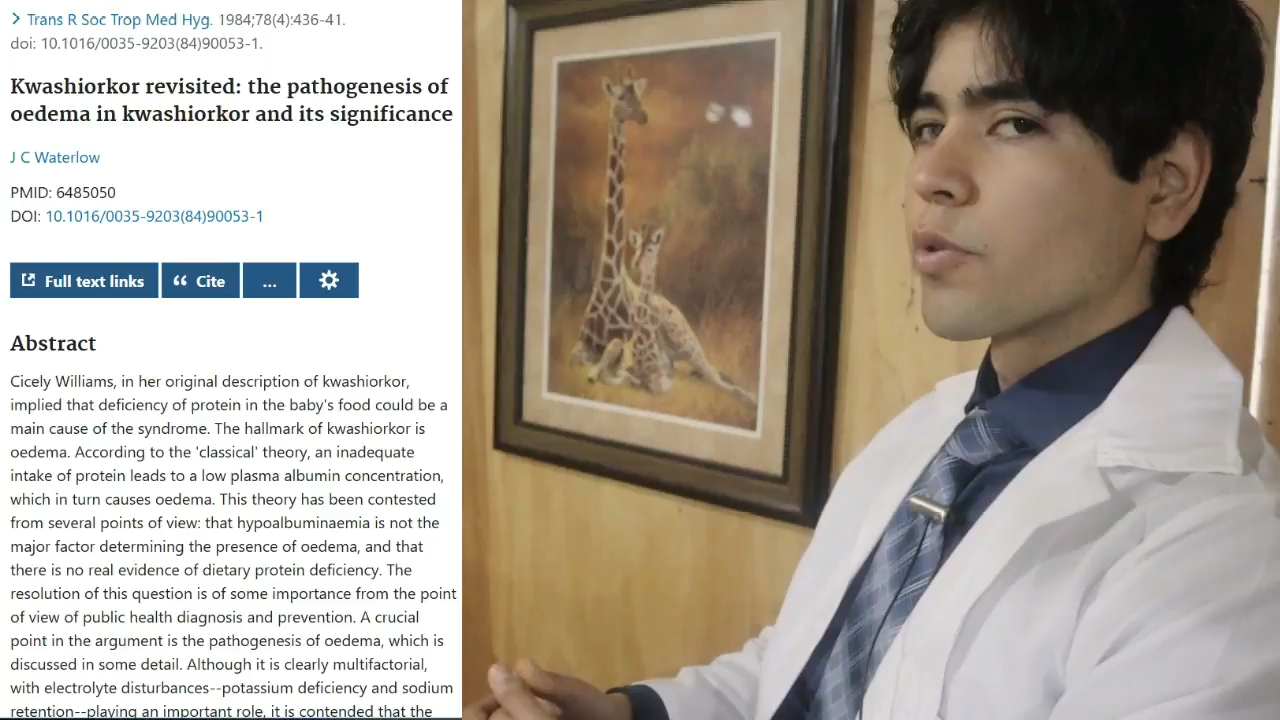 Trans R Soc Trop Med Hyg. 1984;78(4):436-41.
doi: 10.1016/0035-9203(84)90053-1.
Kwashiorkor revisited: the pathogenesis of
oedema in kwashiorkor and its significance
J C Waterlow
PMID: 6485050
DOI: 10.1016/0035-9203(84)90053-1
Full text links
Cite
...
Abstract
Cicely Williams, in her original description of kwashiorkor,
implied that deficiency of protein in the baby's food could be a
main cause of the syndrome. The hallmark of kwashiorkor is
oedema. According to the 'classical' theory, an inadequate
intake of protein leads to a low plasma albumin concentration,
which in turn causes oedema. This theory has been contested
from several points of view: that hypoalbuminaemia is not the
major factor determining the presence of oedema, and that
there is no real evidence of dietary protein deficiency. The
resolution of this question is of some importance from the point
of view of public health diagnosis and prevention. A crucial
point in the argument is the pathogenesis of oedema, which is
discussed in some detail. Although it is clearly multifactorial,
with electrolyte disturbances--potassium deficiency and sodium
retention--playing an important role, it is contended that the